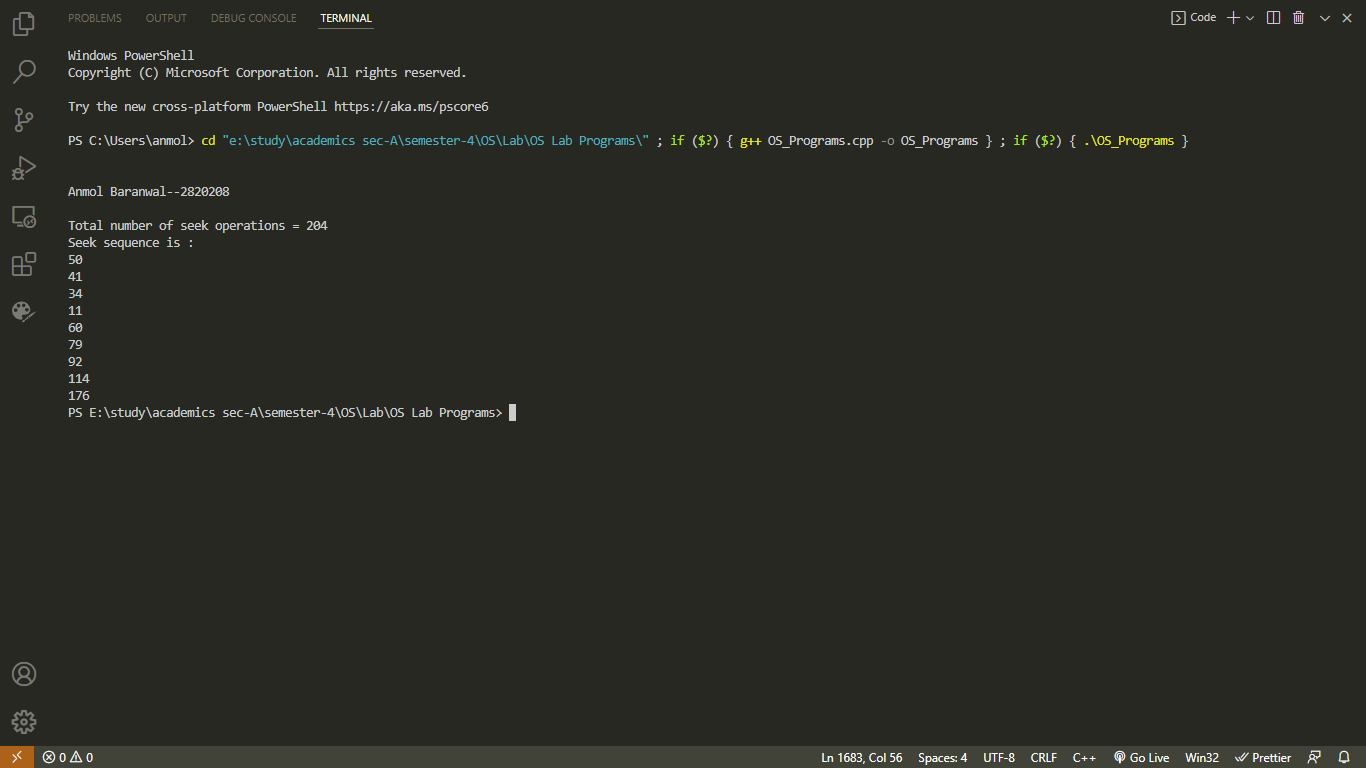 PROBLEMS OUTPUT DEBUG CONSOLE TERMINAL Code
Windows PowerShell
Copyright (C) Microsoft Corporation. All rights reserved.
Try the new cross-platform PowerShell https://aka.ms/pscore6
PS C:\Users\anmol> cd "e:\study\academics sec-A\semester-4\OS\Lab\OS Lab Programs\" ; if ($?) { g++ OS_Programs.cpp -o OS_Programs } ; if ($?) { .\OS_Programs }
Anmol Baranwal--2820208
Total number of seek operations = 204
Seek sequence is :
50
41
34
11
60
79
92
114
176
PS E:\study\academics sec-A\semester-4\OS\Lab\OS Lab Programs>
0 0 Ln 1683, Col 56 Spaces: 4 UTF-8 CRLF C++ Go Live Win32 Prettier